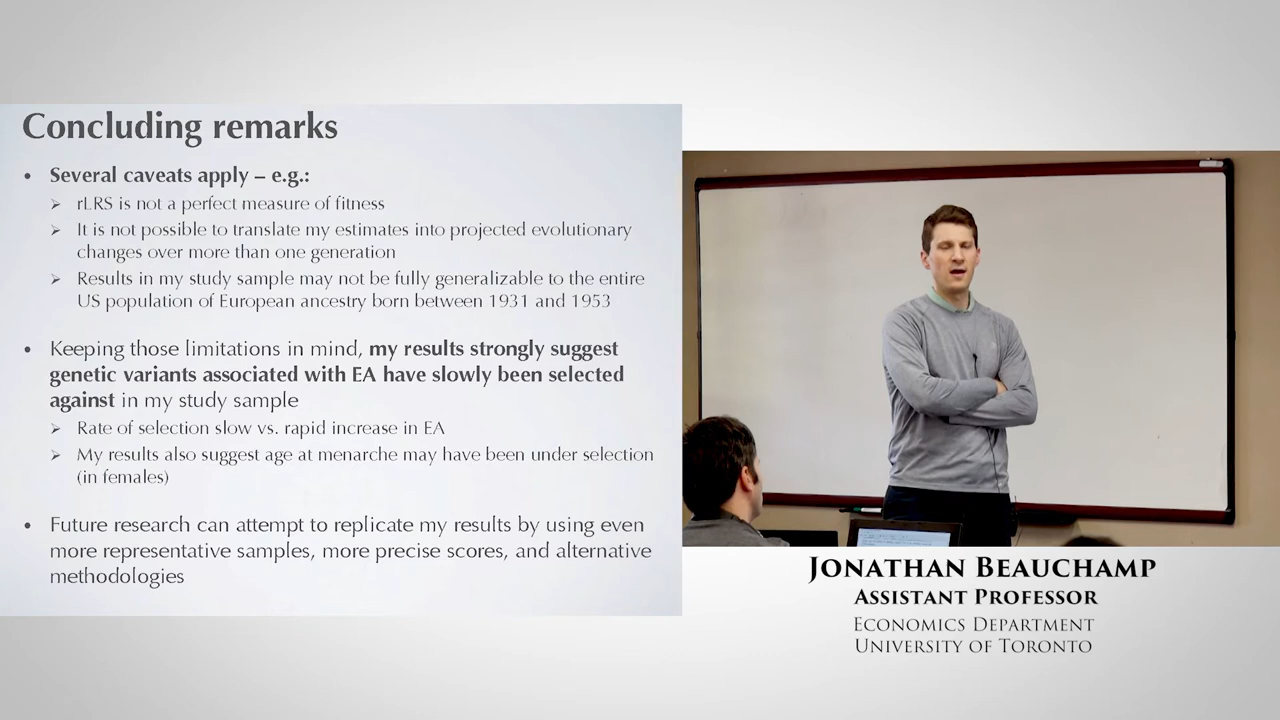 Concluding remarks
• Several caveats apply – e.g.:
➢ rLRS is not a perfect measure of fitness
➢ It is not possible to translate my estimates into projected evolutionary
changes over more than one generation
➢ Results in my study sample may not be fully generalizable to the entire
US population of European ancestry born between 1931 and 1953
• Keeping those limitations in mind, my results strongly suggest
genetic variants associated with EA have slowly been selected
against in my study sample
➢ Rate of selection slow vs. rapid increase in EA
➢ My results also suggest age at menarche may have been under selection
(in females)
• Future research can attempt to replicate my results by using even
more representative samples, more precise scores, and alternative
methodologies
Jonathan Beauchamp
Assistant Professor
Economics Department
University of Toronto